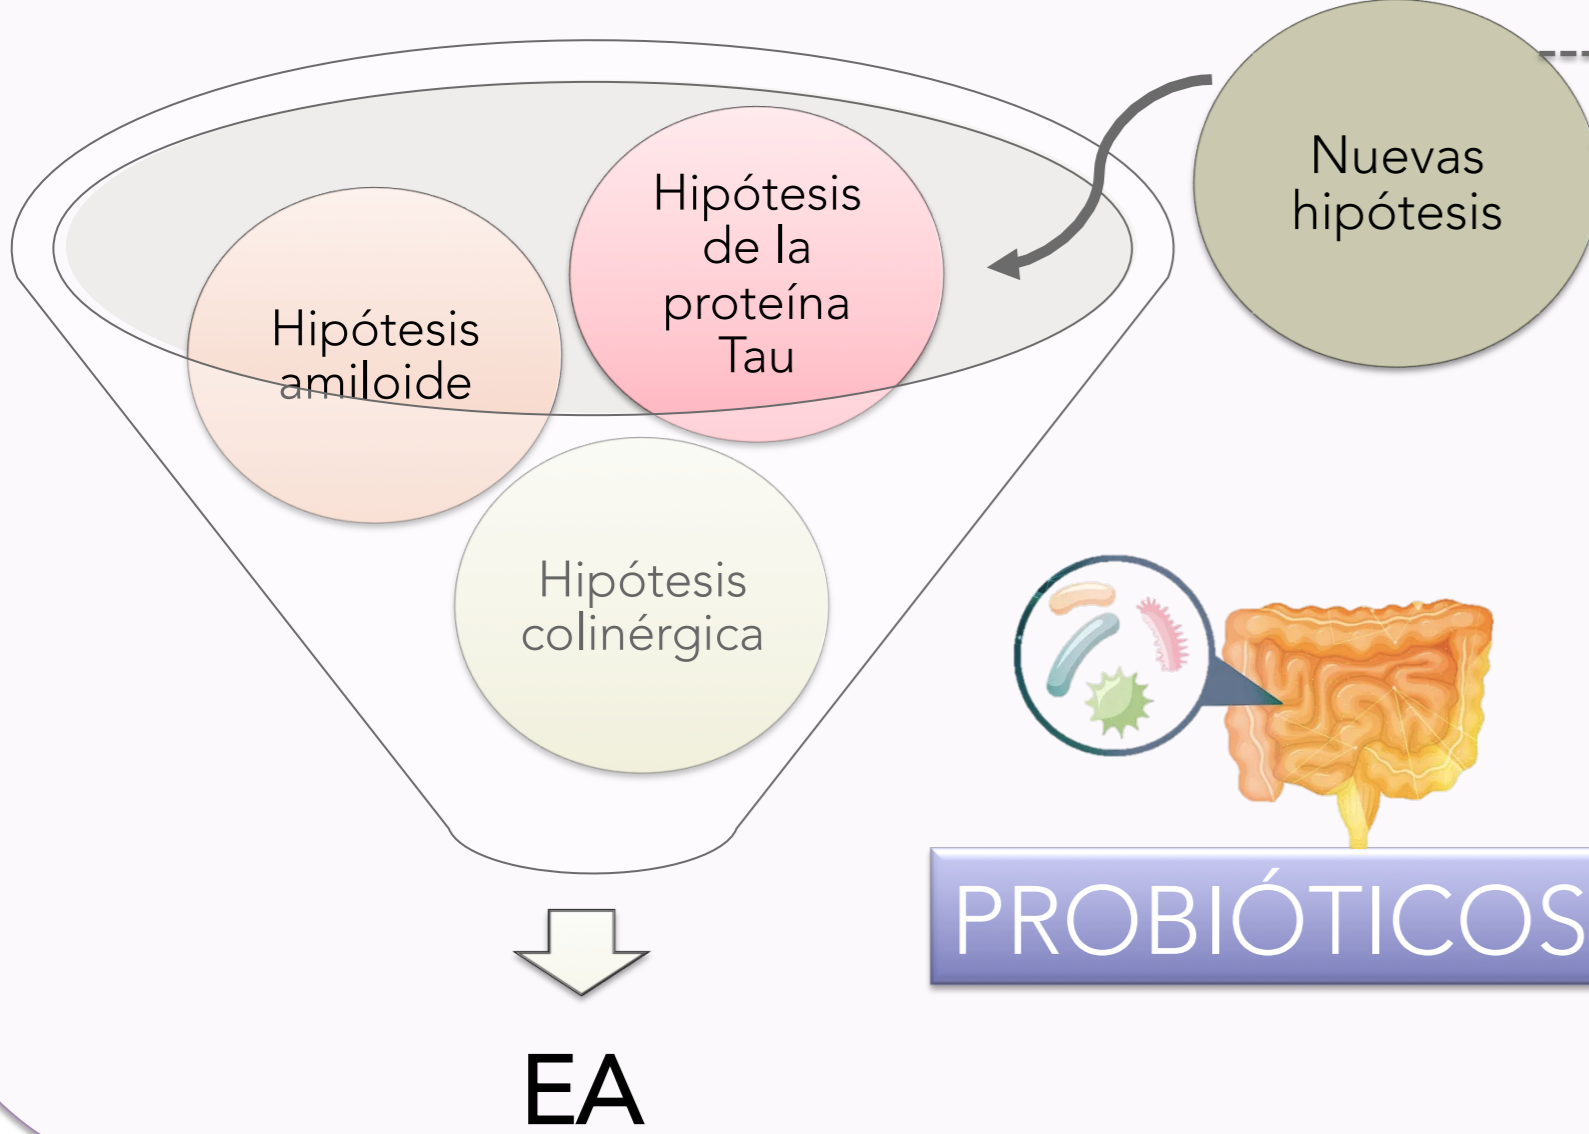 Hipótesis
amiloide
Hipótesis
de la
proteína
Tau
Hipótesis
colinérgica
Nuevas
hipótesis
PROBIÓTICOS
EA